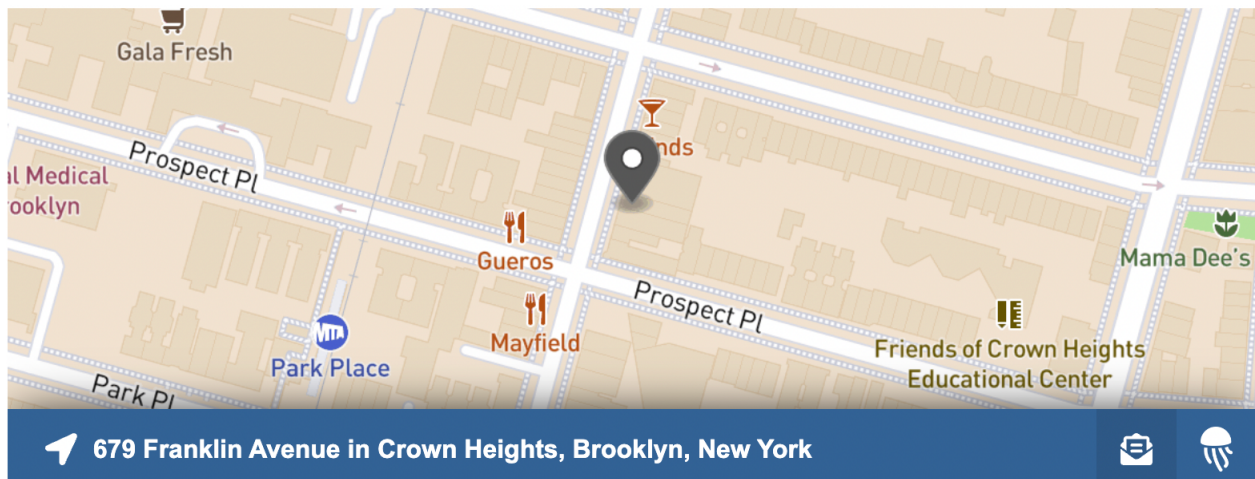 Gala Fresh
Prospect Pl
al Medical
rooklyn
nds
Gueros
Mama Dee's
Prospect Pl
MTA
Mayfield
Park Place
Friends of Crown Heights
Educational Center
Park Pl
679 Franklin Avenue in Crown Heights, Brooklyn, New York